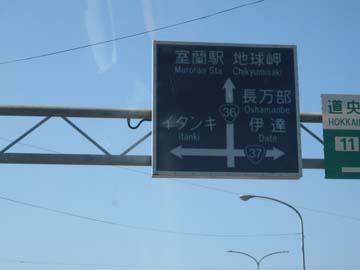 室蘭駅 地球岬
Muroran Sta. Chikyumisaki
長万部
Oshamanbe
36
イタンキ 伊達
Itanki Date
37
道央
HOKKAI
11